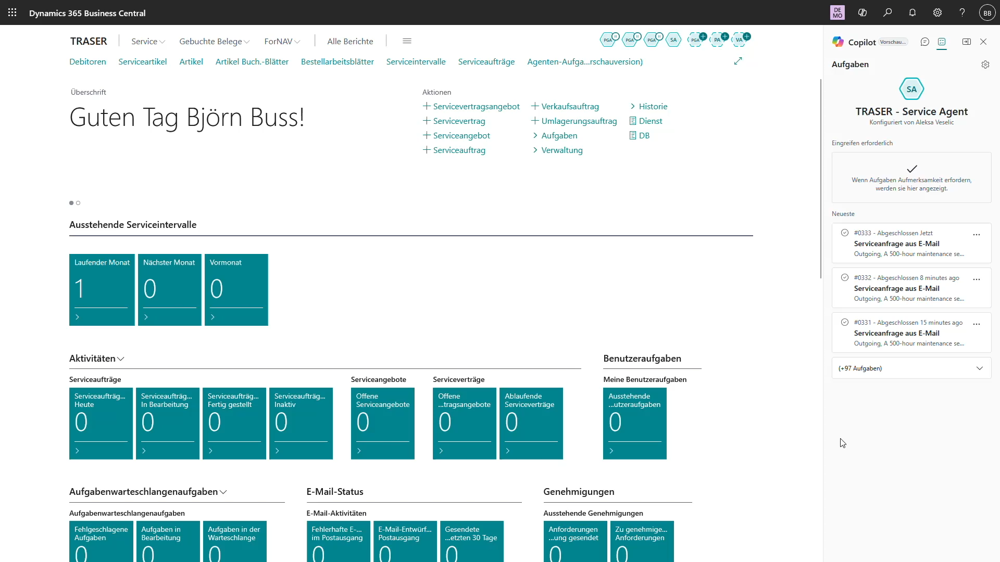 Dynamics 365 Business Central
DE
MO
BB
TRASER
Service
Gebuchte Belege
ForNAV
Alle Berichte
PGA
PGA
PGA
SA
PGA
PA
VA
Debitoren
Serviceartikel
Artikel
Artikel Buch.-Blätter
Bestellarbeitsblätter
Serviceintervalle
Serviceaufträge
Agenten-Aufga...rschauversion)
Überschrift
Guten Tag Björn Buss!
Aktionen
Servicevertragsangebot
Servicevertrag
Serviceangebot
Serviceauftrag
Verkaufsauftrag
Umlagerungsauftrag
Aufgaben
Verwaltung
Historie
Dienst
DB
Ausstehende Serviceintervalle
Laufender Monat
1
Nächster Monat
0
Vormonat
0
Aktivitäten
Serviceaufträge
Serviceauftrag...
Heute
0
Serviceauftrag...
In Bearbeitung
0
Serviceauftrag...
Fertig gestellt
0
Serviceauftrag...
Inaktiv
0
Serviceangebote
Offene
Serviceangebote
0
Serviceverträge
Offene
...tragsangebote
0
Ablaufende
Serviceverträge
0
Benutzeraufgaben
Meine Benutzeraufgaben
Ausstehende
...utzeraufgaben
0
Aufgabenwarteschlangenaufgaben
Aufgabenwarteschlangenaufgaben
Fehlgeschlagene
Aufgaben
0
Aufgaben in
Bearbeitung
0
Aufgaben in der
Warteschlange
0
E-Mail-Status
E-Mail-Aktivitäten
Fehlerhafte E-...
im Postausgang
0
E-Mail-Entwürf...
Postausgang
0
Gesendete
...etzten 30 Tage
0
Genehmigungen
Ausstehende Genehmigungen
Anforderungen
...ung gesendet
0
Zu genehmige...
Anforderungen
0
Copilot
Vorschau...
Aufgaben
SA
TRASER - Service Agent
Konfiguriert von Aleksa Veselic
Eingreifen erforderlich
Wenn Aufgaben Aufmerksamkeit erfordern,
werden sie hier angezeigt.
Neueste
#0333 - Abgeschlossen Jetzt
Serviceanfrage aus E-Mail
Outgoing, A 500-hour maintenance se...
#0332 - Abgeschlossen 8 minutes ago
Serviceanfrage aus E-Mail
Outgoing, A 500-hour maintenance se...
#0331 - Abgeschlossen 15 minutes ago
Serviceanfrage aus E-Mail
Outgoing, A 500-hour maintenance se...
(+97 Aufgaben)